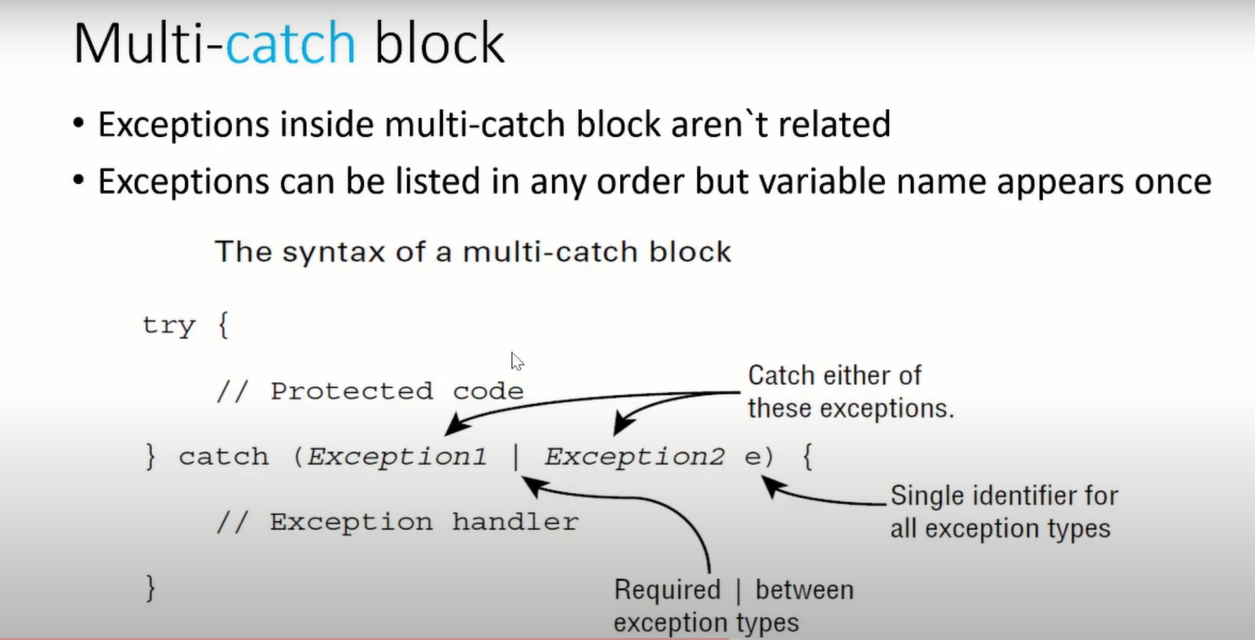 Multi-catch block
• Exceptions inside multi-catch block aren`t related
• Exceptions can be listed in any order but variable name appears once
The syntax of a multi-catch block
try {
// Protected code
Catch either of
these exceptions.
} catch (Exception1 | Exception2 e) {
Single identifier for
all exception types
// Exception handler
}
Required | between
exception types